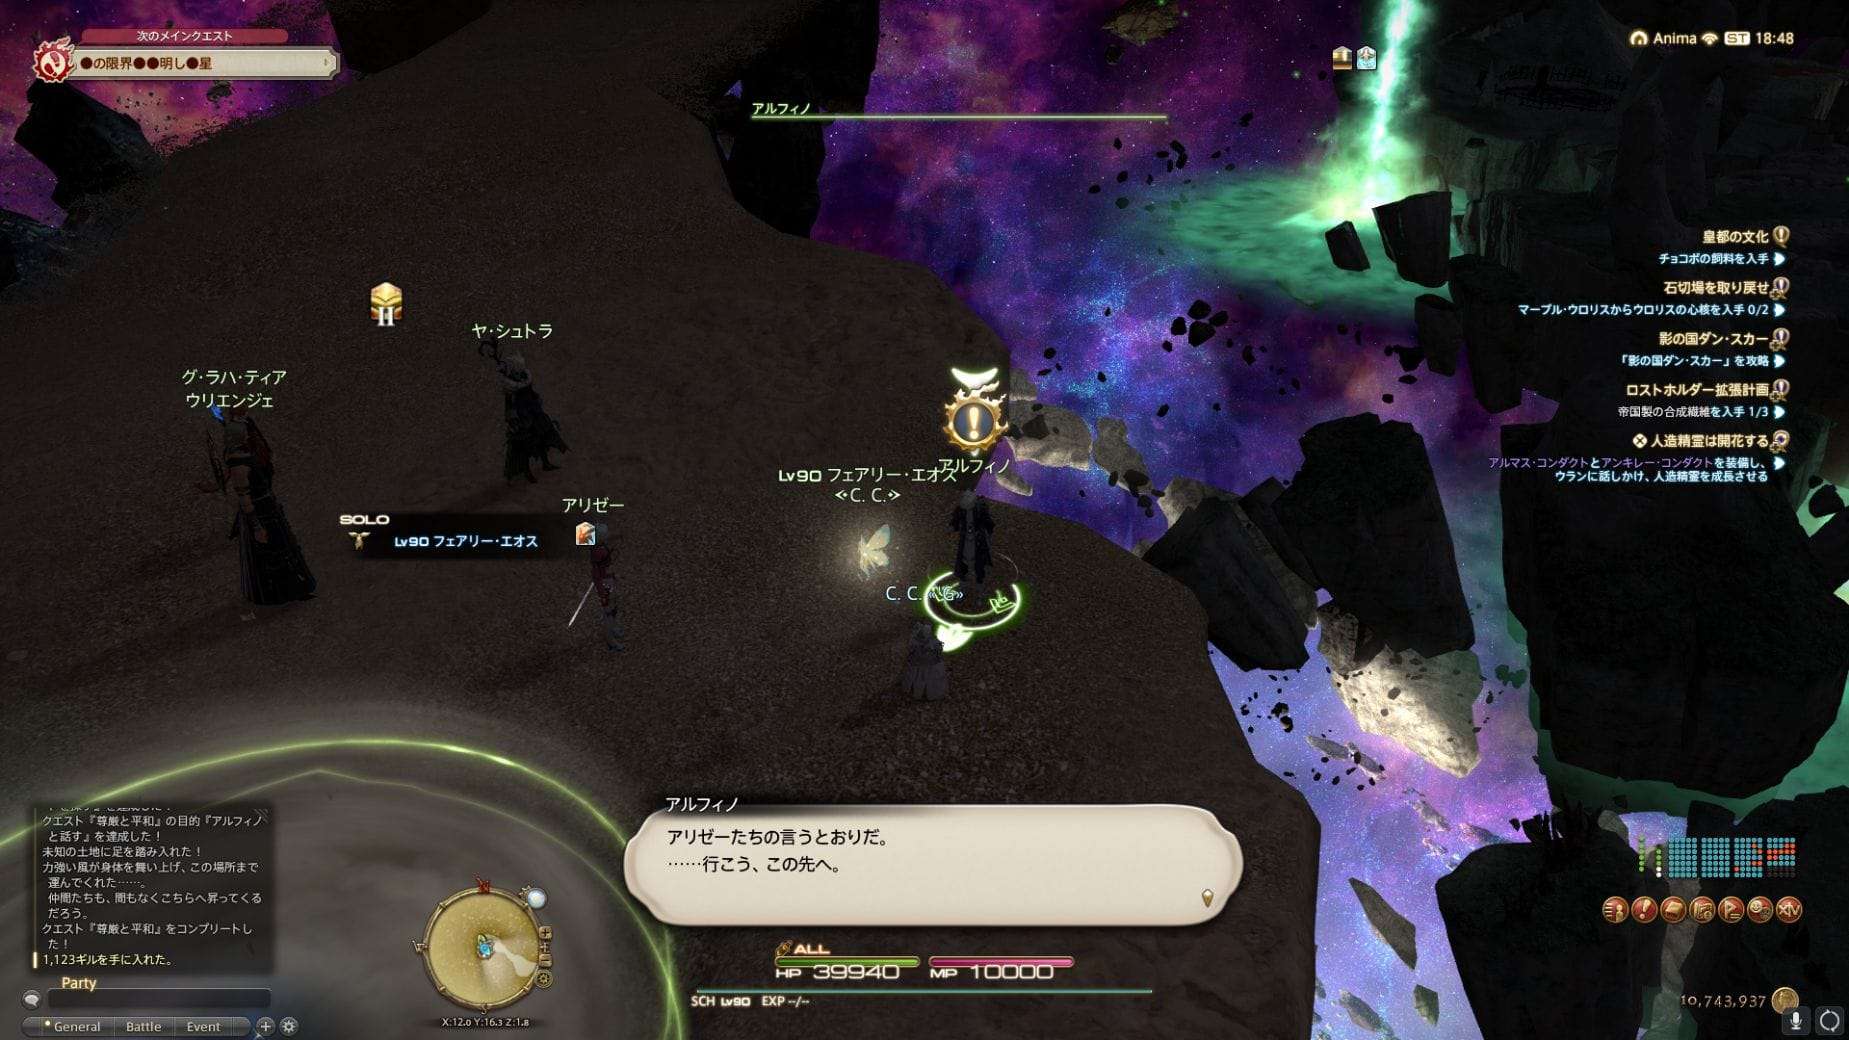 次のメインクエスト
●の限界●●明し●星
アルフィノ
Anima ST 18:48
皇都の文化
チョコボの飼料を入手
石切場を取り戻せ
マーブル・ウロリスからウロリスの心核を入手 0/2
影の国ダン・スカー
「影の国ダン・スカー」を攻略
ロストホルダー拡張計画
帝国製の合成繊維を入手 1/3
人造精霊は開花する
アルマス・コンダクトとアンキレー・コンダクトを装備し、
ウランに話しかけ、人造精霊を成長させる
H
ヤ・シュトラ
グ・ラハ・ティア
ウリエンジェ
アルフィノ
Lv90 フェアリー・エオス
<C. C.>
アリゼー
SOLO
Lv90 フェアリー・エオス
C. C.
アルフィノ
アリゼーたちの言うとおりだ。
……行こう、この先へ。
クエスト『尊厳と平和』の目的『アルフィノ
と話す』を達成した！
未知の土地に足を踏み入れた！
力強い風が身体を舞い上げ、この場所まで
運んでくれた……。
仲間たちも、間もなくこちらへ昇ってくる
だろう。
クエスト『尊厳と平和』をコンプリートし
た！
1,123ギルを手に入れた。
Party
General Battle Event
X:12.0 Y:16.3 Z:1.8
ALL
HP 39940 MP 10000
SCH Lv90 EXP --/--
XIV
10,743,937